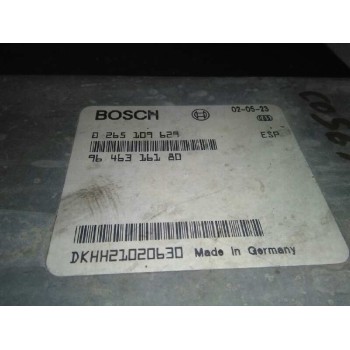 BOSCH 02-05-23
0 265 109 629 ESP
96 463 161 80
DKHH21020630 Made in Germany